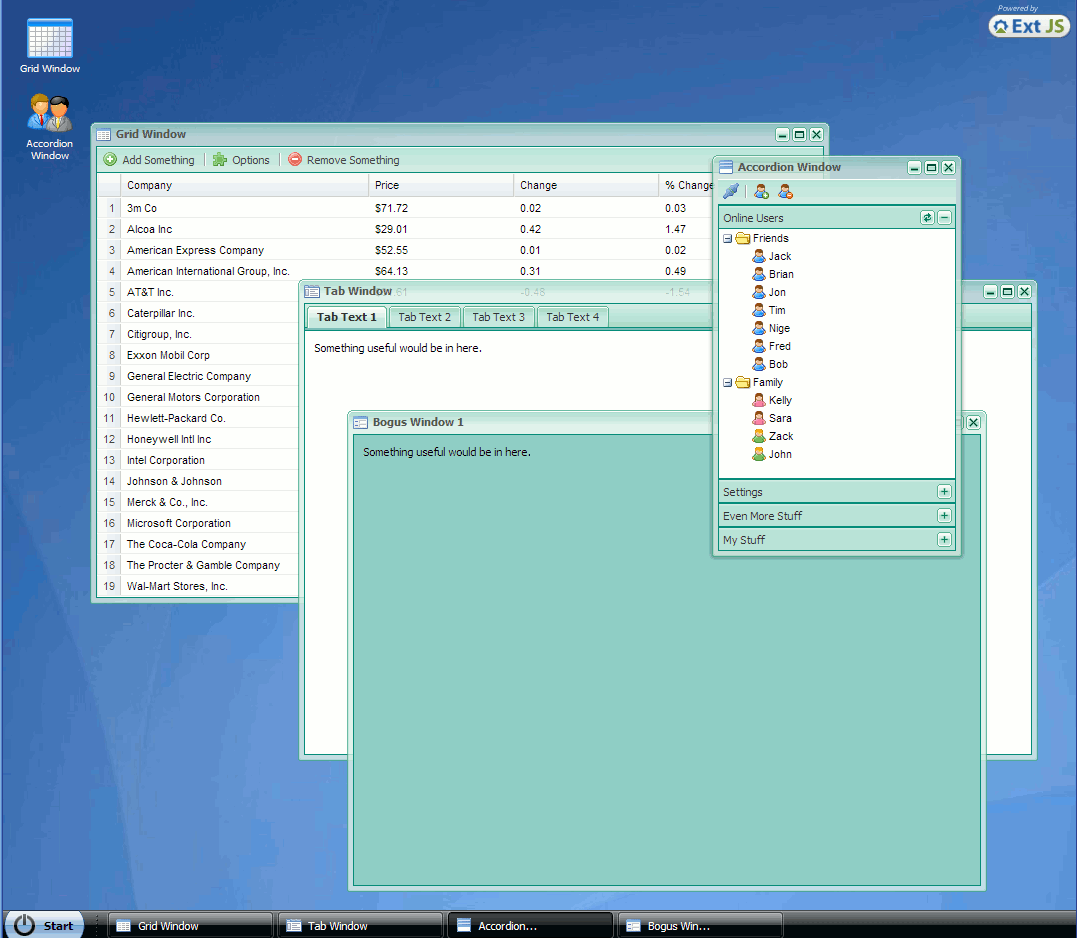 Powered by
Ext JS
Grid Window
Accordion
Window
Grid Window
Add Something Options Remove Something
Company Price Change % Change
1 3m Co $71.72 0.02 0.03
2 Alcoa Inc $29.01 0.42 1.47
3 American Express Company $52.55 0.01 0.02
4 American International Group, Inc. $64.13 0.31 0.49
5 AT&T Inc. .61 -0.48 -1.54
6 Caterpillar Inc.
7 Citigroup, Inc.
8 Exxon Mobil Corp
9 General Electric Company
10 General Motors Corporation
11 Hewlett-Packard Co.
12 Honeywell Intl Inc
13 Intel Corporation
14 Johnson & Johnson
15 Merck & Co., Inc.
16 Microsoft Corporation
17 The Coca-Cola Company
18 The Procter & Gamble Company
19 Wal-Mart Stores, Inc.
Tab Window
Tab Text 1 Tab Text 2 Tab Text 3 Tab Text 4
Something useful would be in here.
Bogus Window 1
Something useful would be in here.
Accordion Window
Online Users
Friends
Jack
Brian
Jon
Tim
Nige
Fred
Bob
Family
Kelly
Sara
Zack
John
Settings
Even More Stuff
My Stuff
Start Grid Window Tab Window Accordion... Bogus Win...